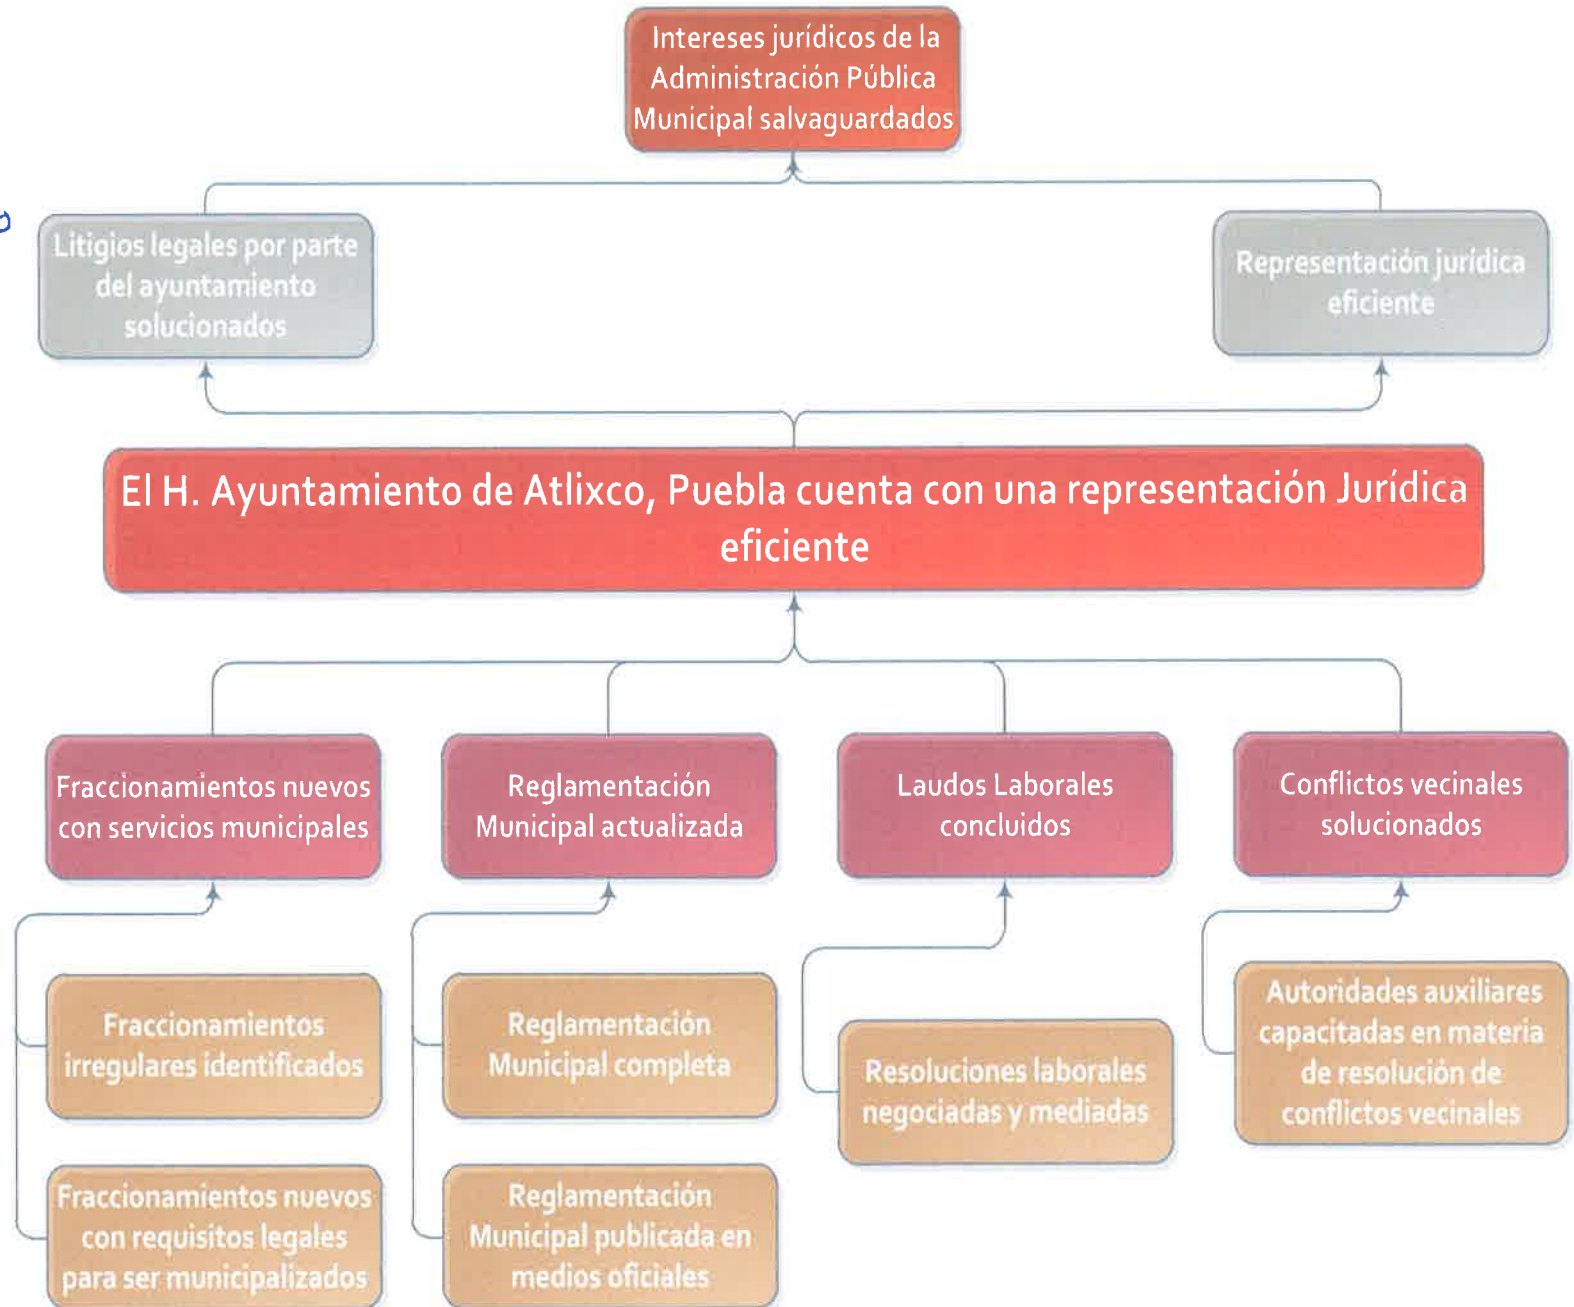 Intereses jurídicos de la
Administración Pública
Municipal salvaguardados
Litigios legales por parte
del ayuntamiento
solucionados
Representación jurídica
eficiente
El H. Ayuntamiento de Atlixco, Puebla cuenta con una representación Jurídica
eficiente
Fraccionamientos nuevos
con servicios municipales
Reglamentación
Municipal actualizada
Laudos Laborales
concluidos
Conflictos vecinales
solucionados
Fraccionamientos
irregulares identificados
Reglamentación
Municipal completa
Resoluciones laborales
negociadas y mediadas
Autoridades auxiliares
capacitadas en materia
de resolución de
conflictos vecinales
Fraccionamientos nuevos
con requisitos legales
para ser municipalizados
Reglamentación
Municipal publicada en
medios oficiales